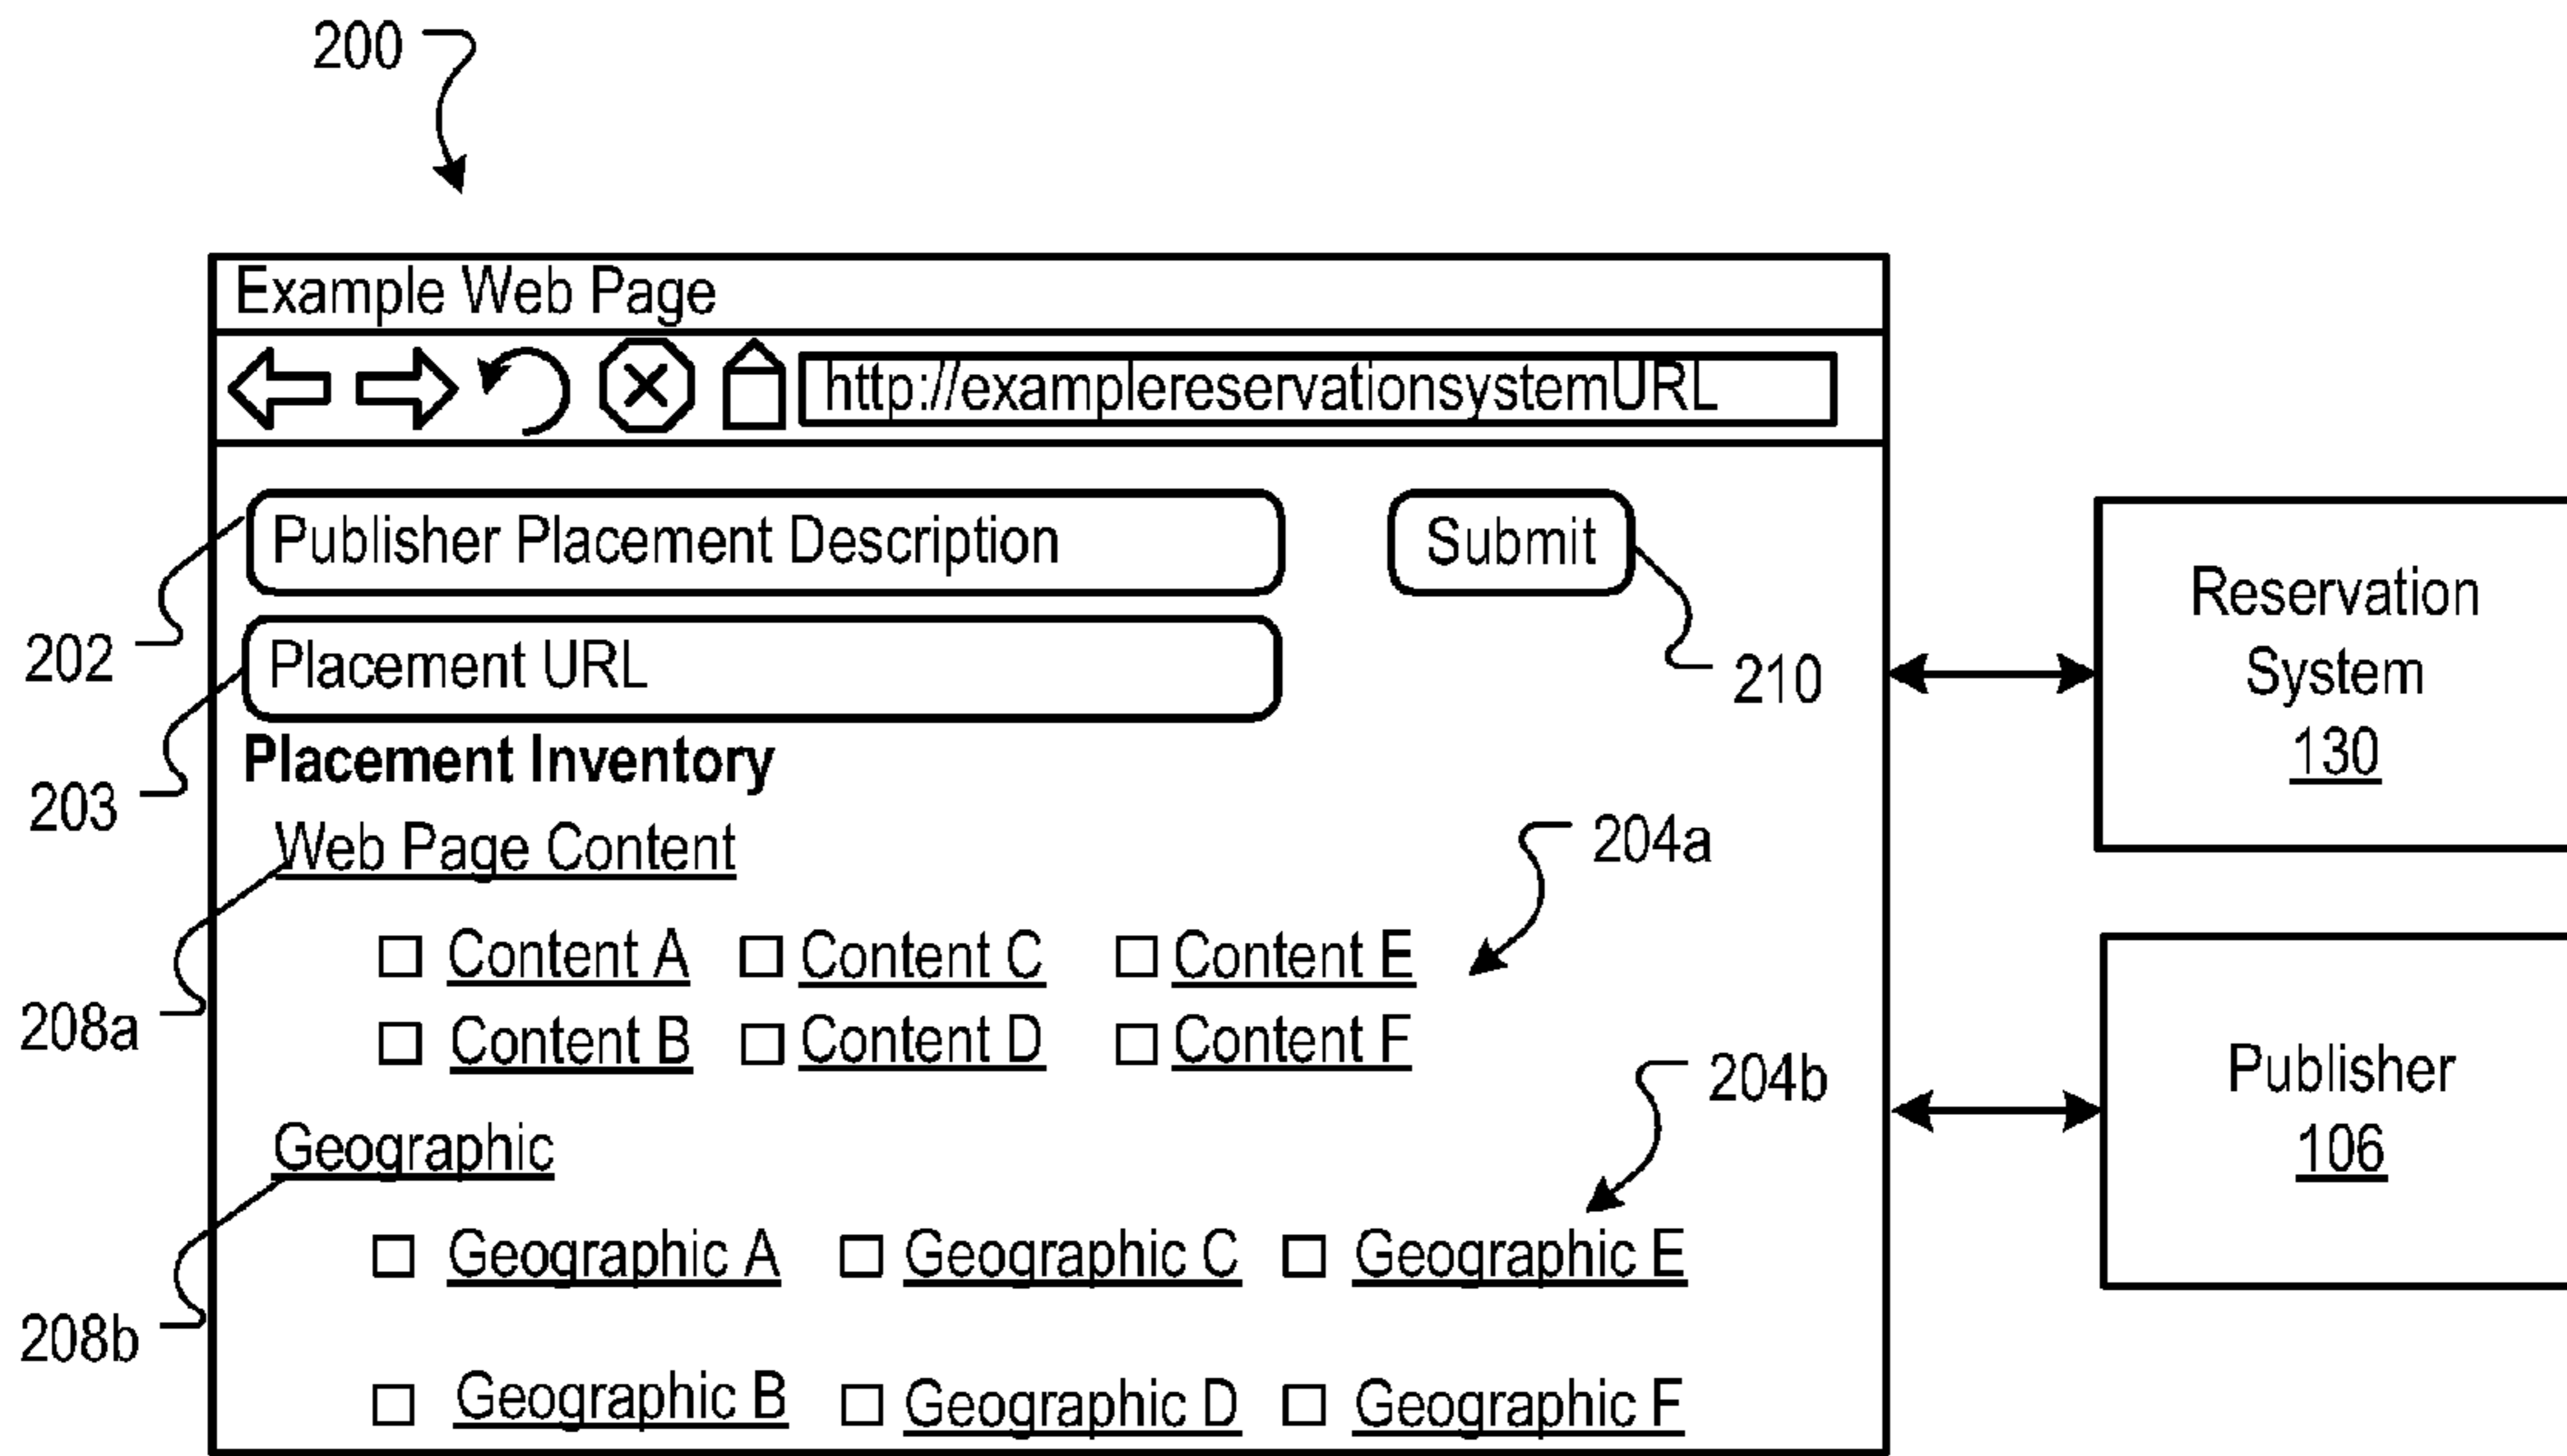 200
Example Web Page
http://examplereservationsystemURL
Publisher Placement Description
Submit
202
Placement URL
210
203
Placement Inventory
Web Page Content
204a
208a
Content A Content C Content E
Content B Content D Content F
204b
Geographic
208b
Geographic A Geographic C Geographic E
Geographic B Geographic D Geographic F
Reservation
System
130
Publisher
106